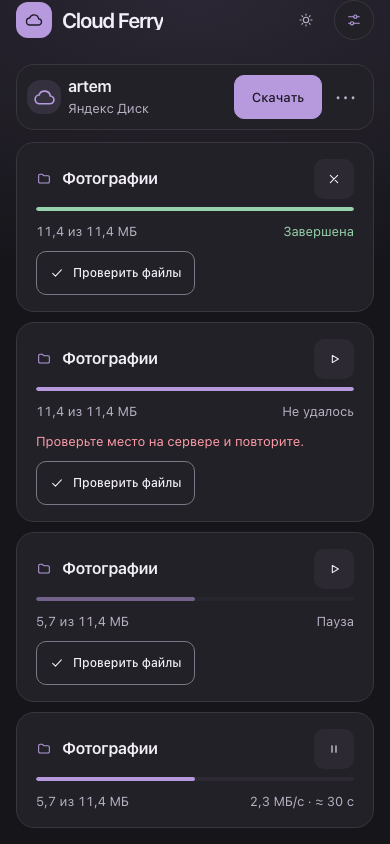 Cloud Ferry
artem
Яндекс Диск
Скачать
Фотографии
11,4 из 11,4 МБ
Завершена
Проверить файлы
Фотографии
11,4 из 11,4 МБ
Не удалось
Проверьте место на сервере и повторите.
Проверить файлы
Фотографии
5,7 из 11,4 МБ
Пауза
Проверить файлы
Фотографии
5,7 из 11,4 МБ
2,3 МБ/с · ≈ 30 с